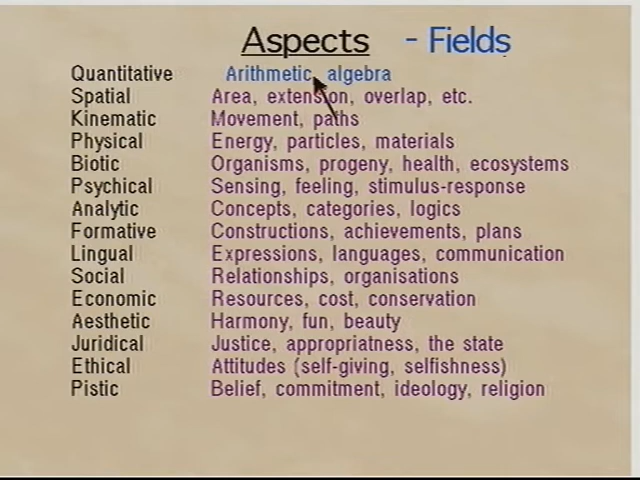 Aspects - Fields
Quantitative Arithmetic, algebra
Spatial Area, extension, overlap, etc.
Kinematic Movement, paths
Physical Energy, particles, materials
Biotic Organisms, progeny, health, ecosystems
Psychical Sensing, feeling, stimulus-response
Analytic Concepts, categories, logics
Formative Constructions, achievements, plans
Lingual Expressions, languages, communication
Social Relationships, organisations
Economic Resources, cost, conservation
Aesthetic Harmony, fun, beauty
Juridical Justice, appropriatness, the state
Ethical Attitudes (self-giving, selfishness)
Pistic Belief, commitment, ideology, religion